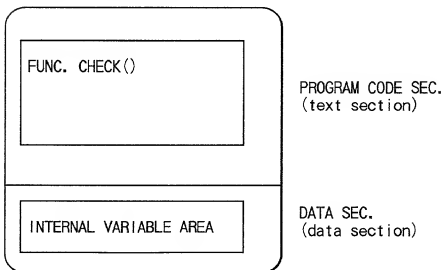 FUNC. CHECK()
PROGRAM CODE SEC.
(text section)
INTERNAL VARIABLE AREA
DATA SEC.
(data section)